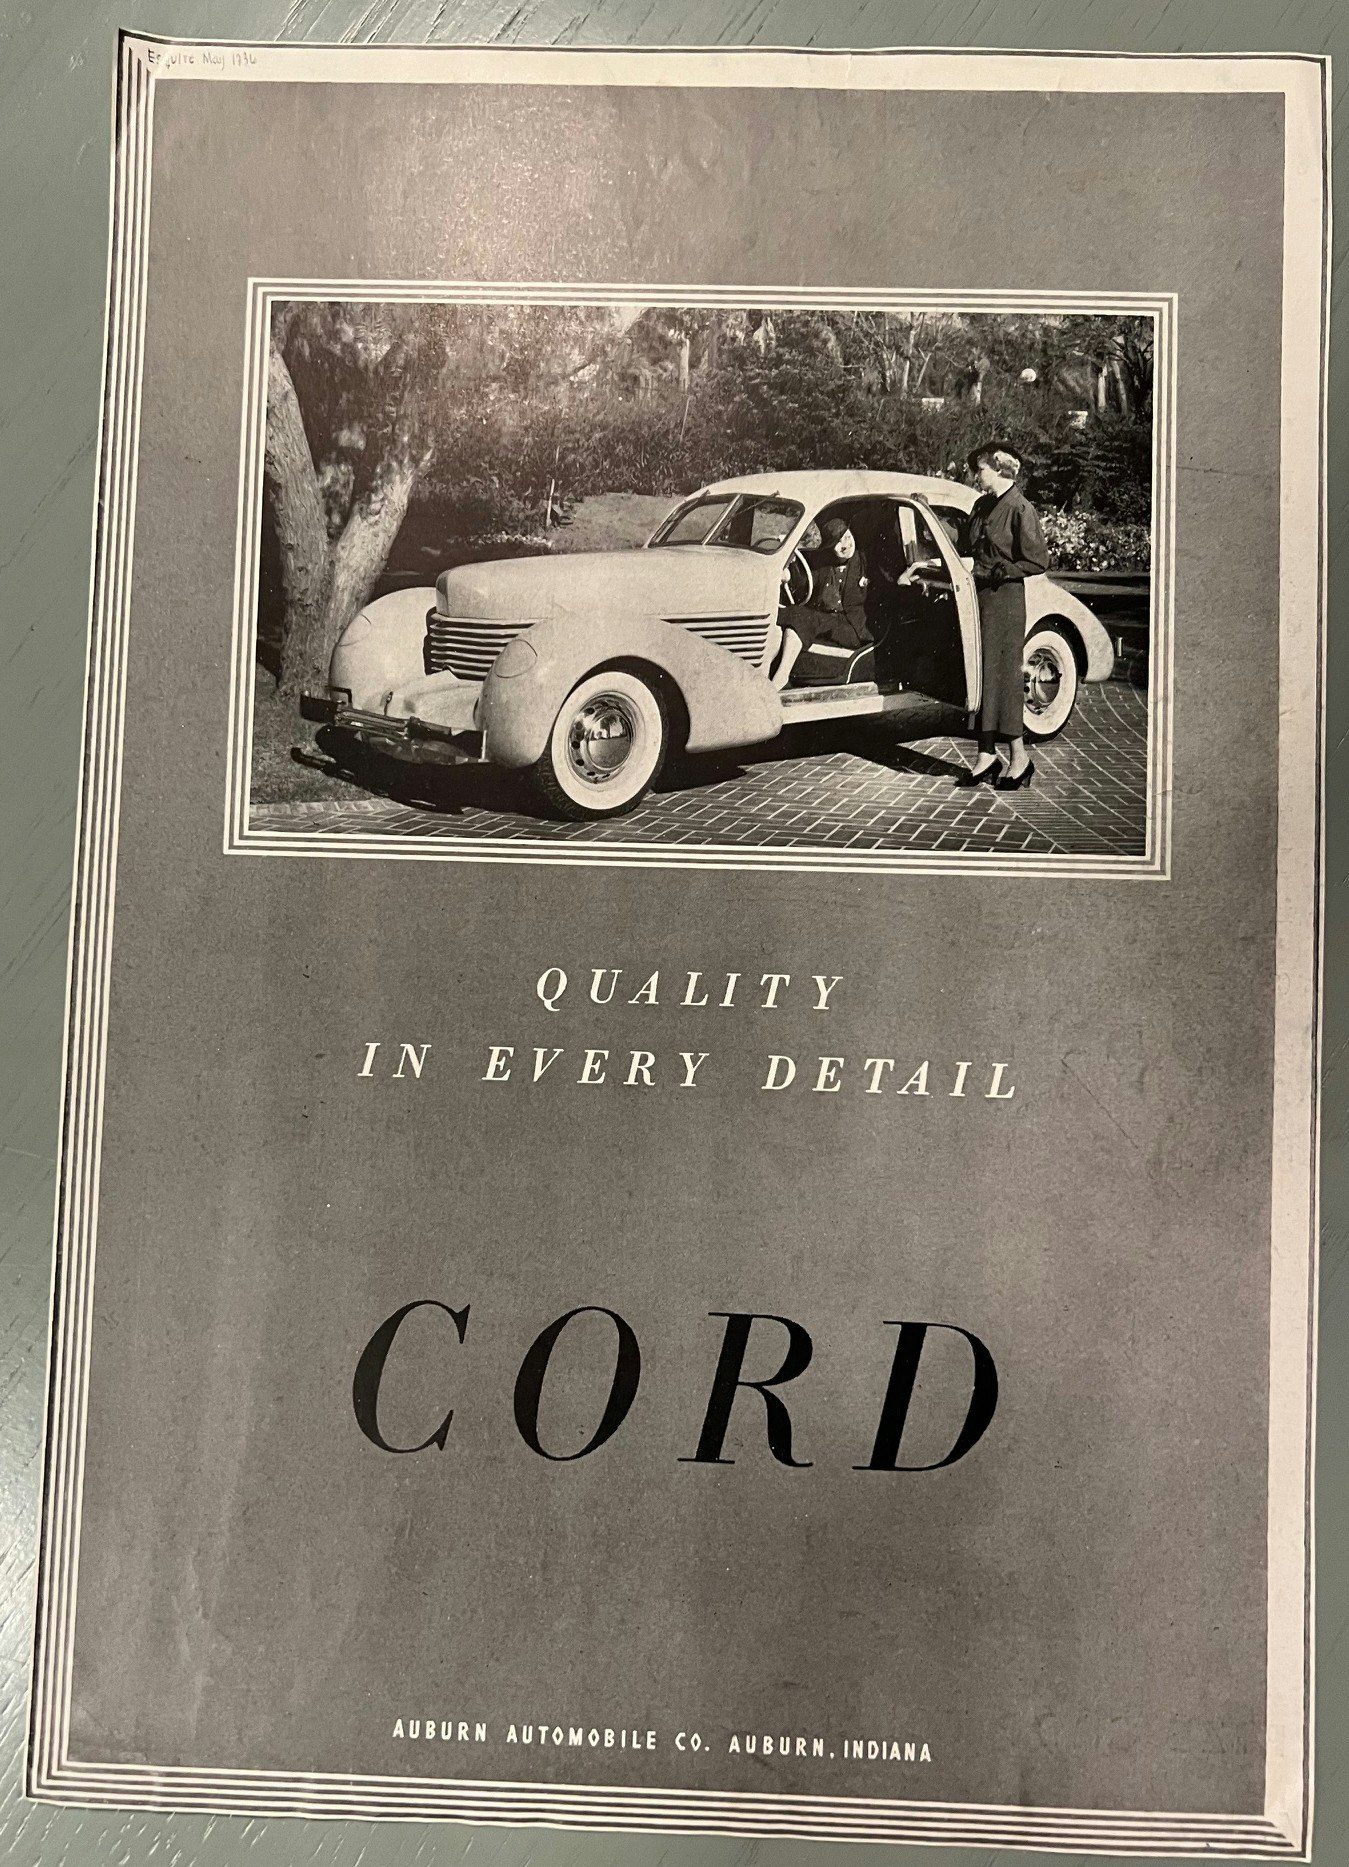 Esquire May 1936
QUALITY
IN EVERY DETAIL
CORD
AUBURN AUTOMOBILE CO. AUBURN, INDIANA